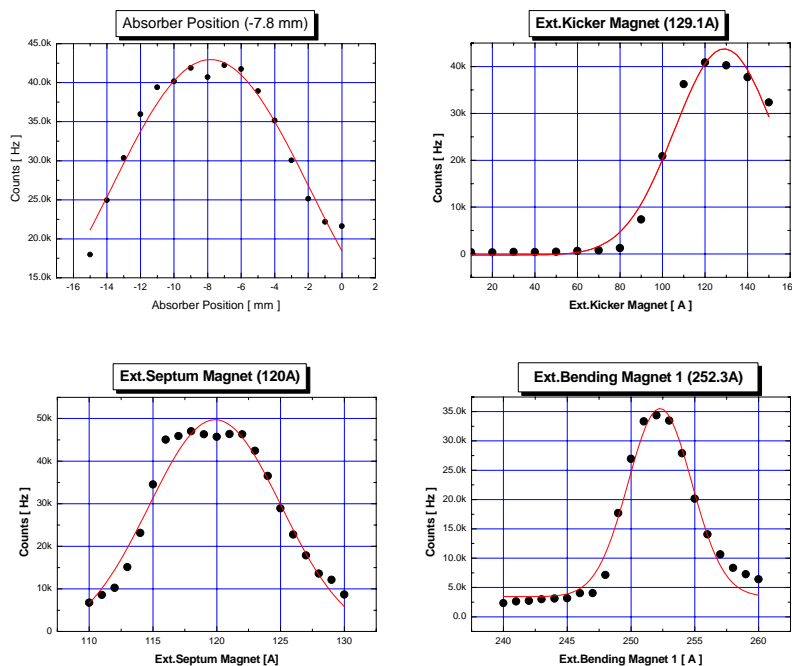 Absorber Position (-7.8 mm)
45.0k
40.0k
35.0k
30.0k
25.0k
20.0k
15.0k
Counts [ Hz ]
-16 -14 -12 -10 -8 -6 -4 -2 0 2
Absorber Position [ mm ]
Ext.Kicker Magnet (129.1A)
40k
20k
0
Counts [ Hz ]
20 40 60 80 100 120 140 16
Ext.Kicker Magnet [ A ]
Ext.Septum Magnet (120A)
50k
40k
30k
20k
10k
0
Counts [ Hz ]
110 115 120 125 130
Ext.Septum Magnet [A]
Ext.Bending Magnet 1 (252.3A)
35.0k
30.0k
25.0k
20.0k
15.0k
10.0k
5.0k
0.0
Counts [ Hz ]
240 245 250 255 260
Ext.Bending Magnet 1 [ A ]